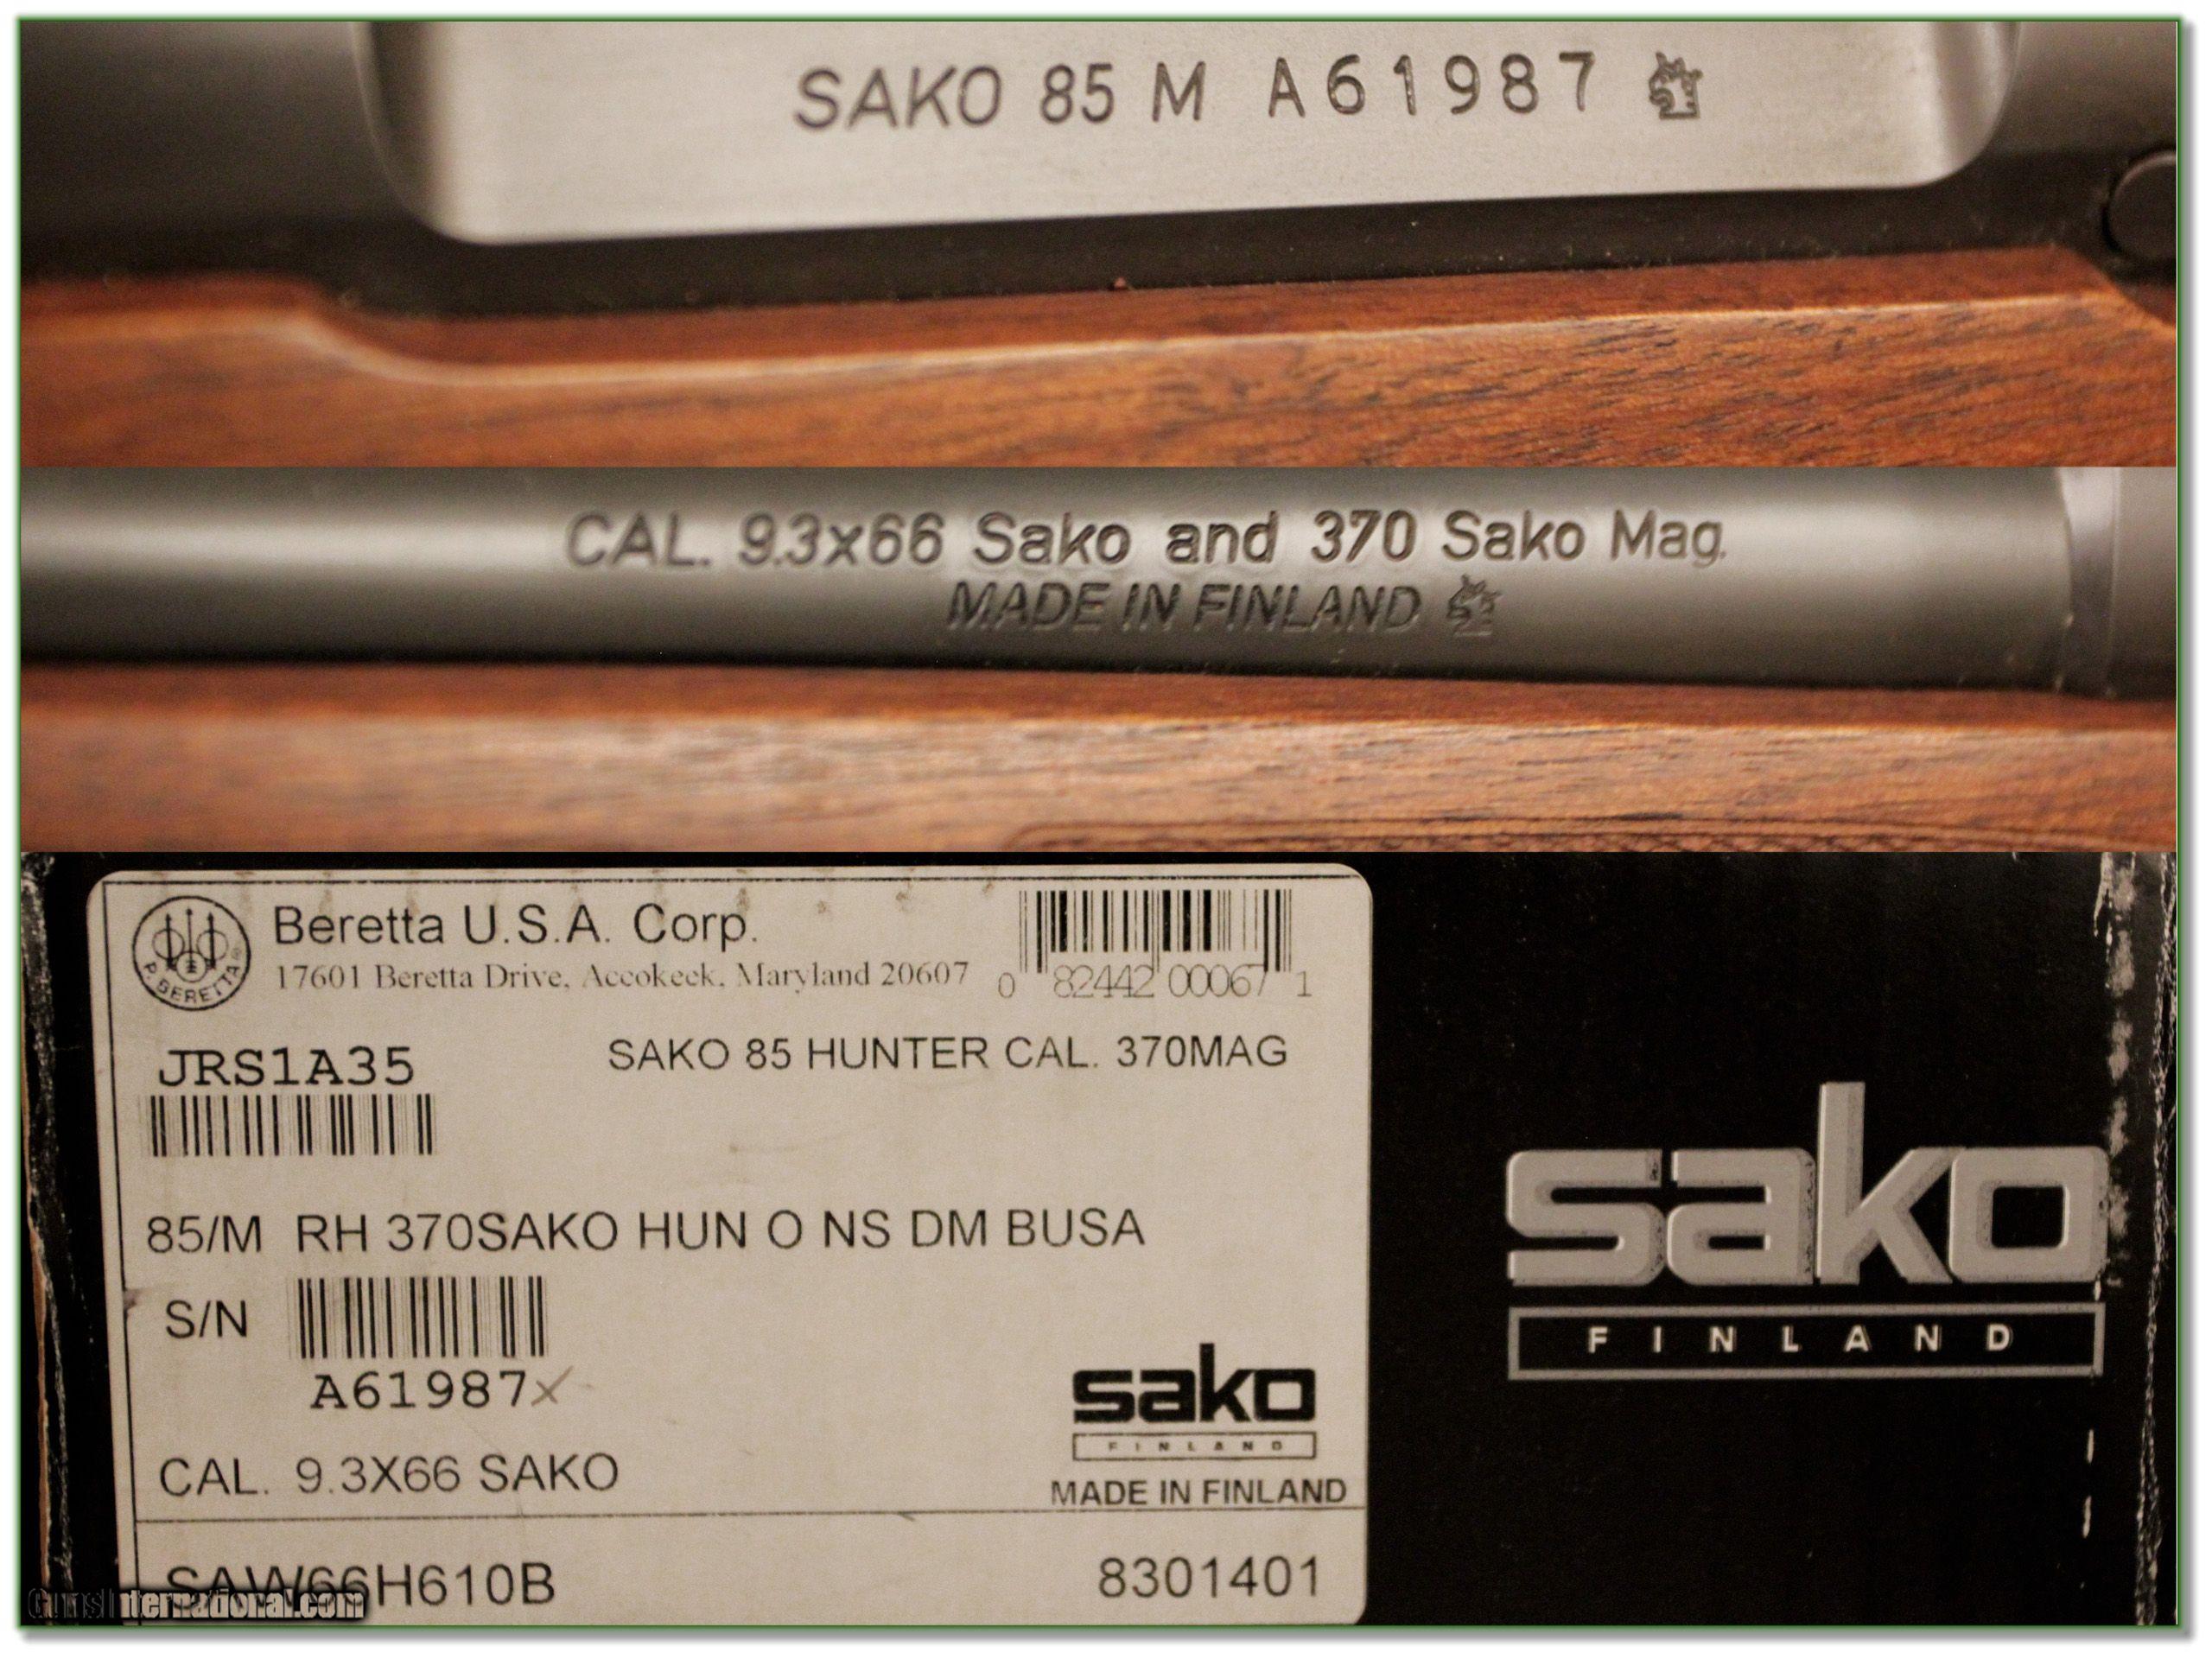 SAKO 85 M A61987
CAL. 9.3x66 Sako and 370 Sako Mag.
MADE IN FINLAND
Beretta U.S.A. Corp.
17601 Beretta Drive, Accokeek, Maryland 20607
0 82442 00067 1
P. BERETTA
JRS1A35
SAKO 85 HUNTER CAL. 370MAG
85/M RH 370SAKO HUN O NS DM BUSA
S/N
A61987X
CAL. 9.3X66 SAKO
sako
FINLAND
MADE IN FINLAND
SAW66H610B
8301401
sako
FINLAND
GunsInternational.com